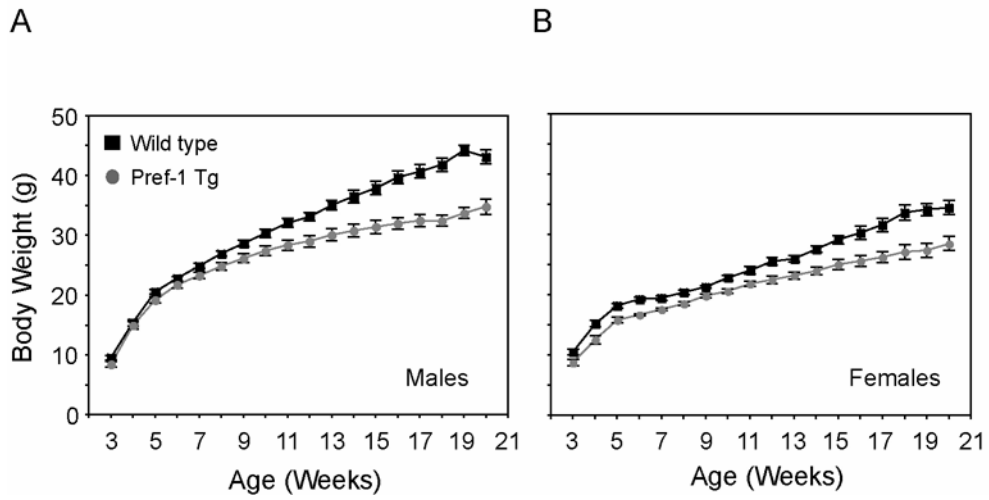 A
B
50
40
30
20
10
0
Body Weight (g)
Wild type
Pref-1 Tg
Males
Females
3 5 7 9 11 13 15 17 19 21
3 5 7 9 11 13 15 17 19 21
Age (Weeks)
Age (Weeks)